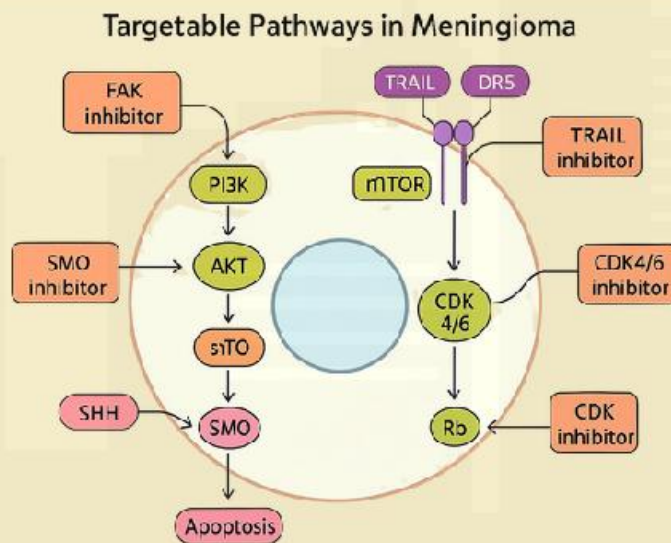 Targetable Pathways in Meningioma
FAK
inhibitor
TRAIL
DR5
TRAIL
inhibitor
PI3K
mTOR
SMO
inhibitor
AKT
CDK4/6
inhibitor
CDK
4/6
snTO
SHH
SMO
Rb
CDK
inhibitor
Apoptosis